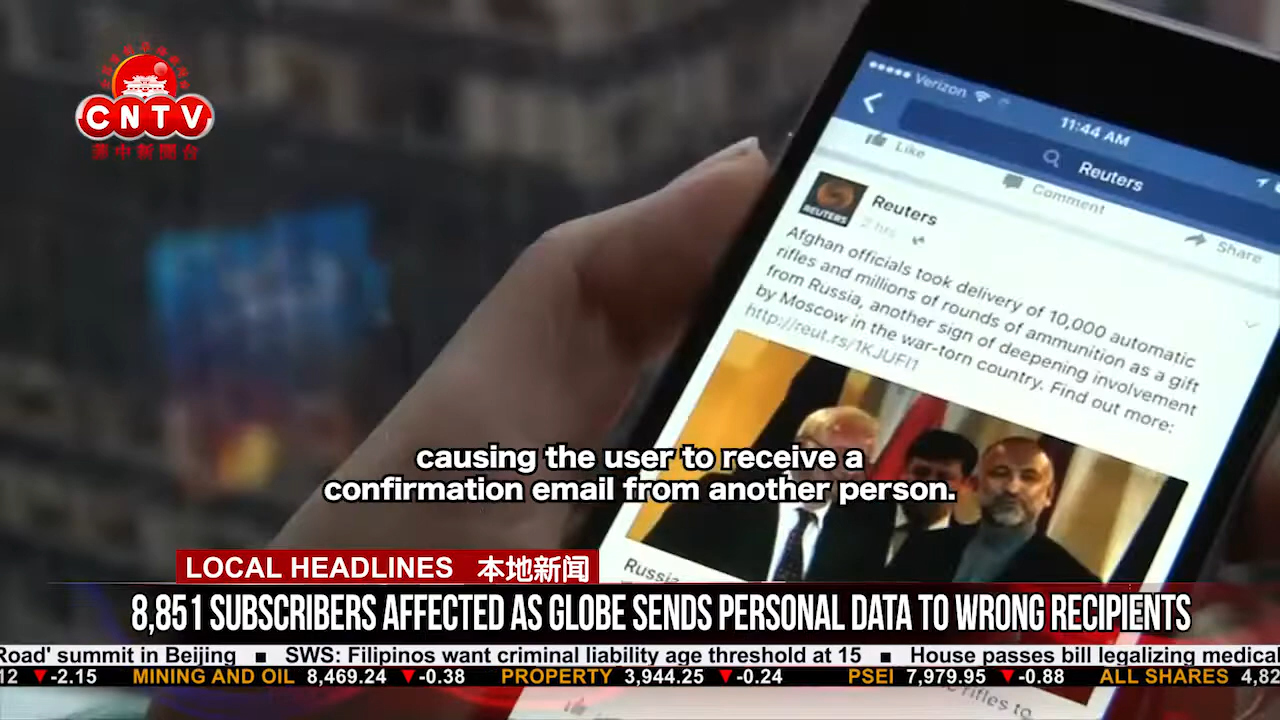 CNTV
菲中新聞台
Verizon
11:44 AM
Reuters
Like
Comment
Share
REUTERS
Reuters
2 hrs
Afghan officials took delivery of 10,000 automatic
rifles and millions of rounds of ammunition as a gift
from Russia, another sign of deepening involvement
by Moscow in the war-torn country. Find out more:
http://reut.rs/1KJUFI1
causing the user to receive a
confirmation email from another person.
Russia
LOCAL HEADLINES 本地新闻
8,851 SUBSCRIBERS AFFECTED AS GLOBE SENDS PERSONAL DATA TO WRONG RECIPIENTS
Road' summit in Beijing ■ SWS: Filipinos want criminal liability age threshold at 15 ■ House passes bill legalizing medical
12 ▼-2.15 MINING AND OIL 8,469.24 ▼-0.38 PROPERTY 3,944.25 ▼-0.24 PSEI 7,979.95 ▼-0.88 ALL SHARES 4,82
rifles to